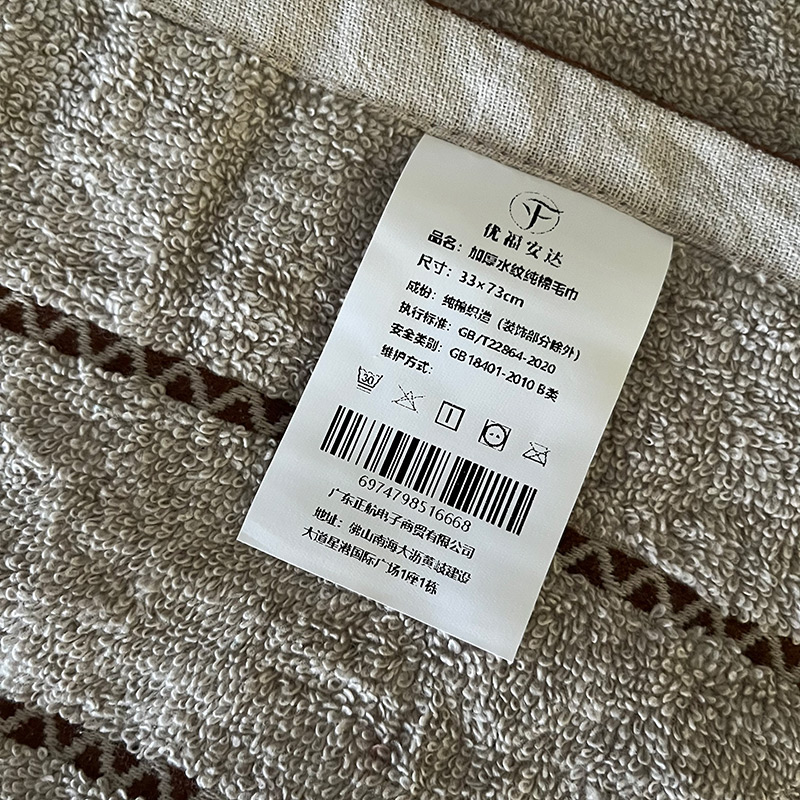 优福安达
品名：加厚水纹纯棉毛巾
尺寸：33×73cm
成份：纯棉织造（装饰部分除外）
执行标准：GB/T22864-2020
安全类别：GB18401-2010 B类
维护方式：
30
6974798516668
广东正航电子商贸有限公司
地址：佛山南海大沥黄岐建设
大道星港国际广场1座1栋